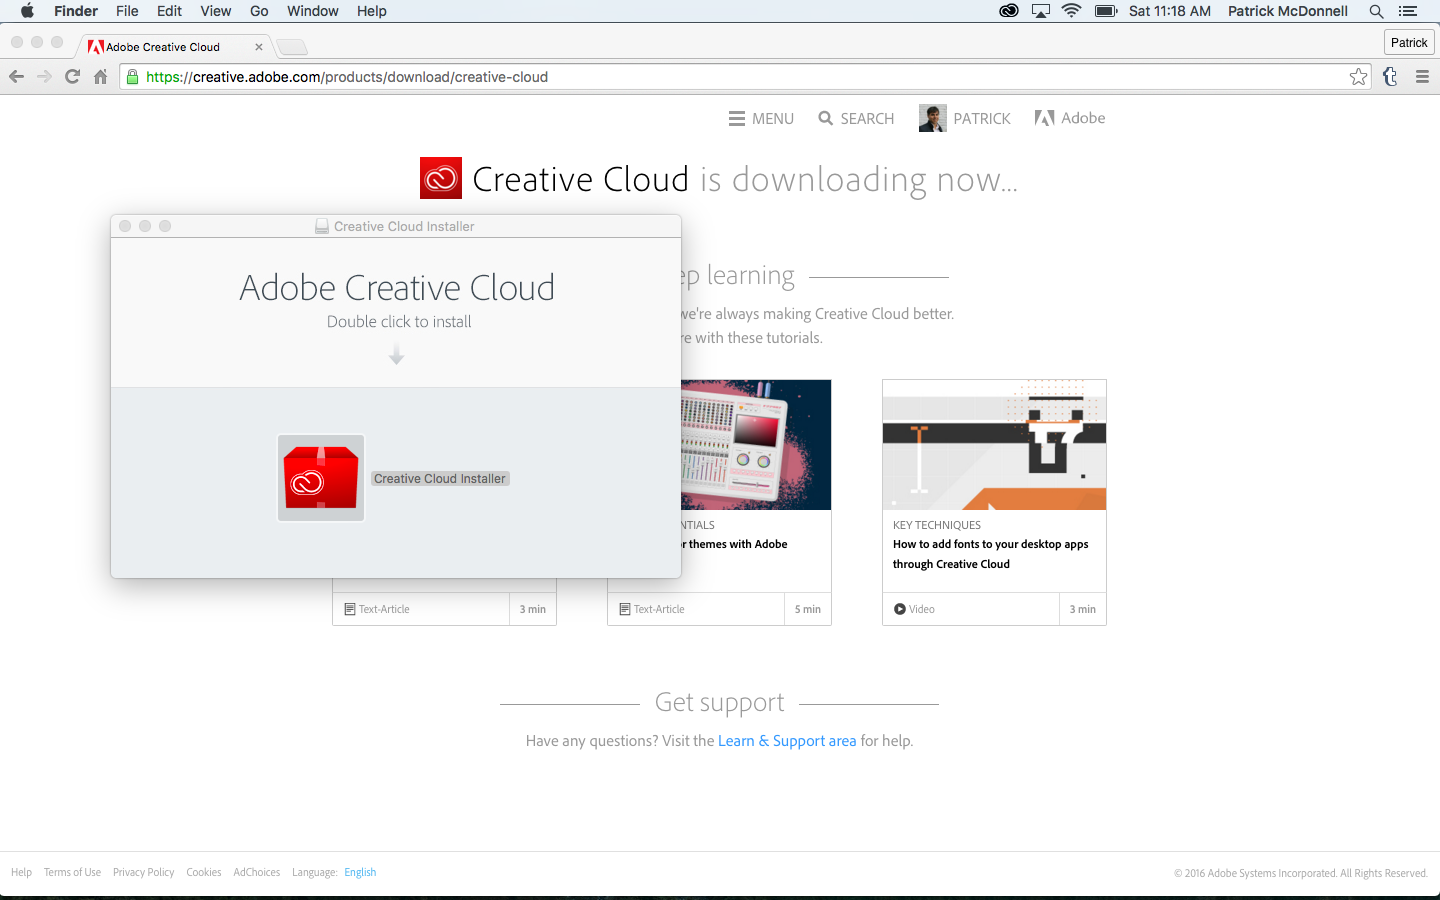 Finder File Edit View Go Window Help Sat 11:18 AM Patrick McDonnell
Adobe Creative Cloud Patrick
https://creative.adobe.com/products/download/creative-cloud
MENU SEARCH PATRICK Adobe
Creative Cloud is downloading now...
Creative Cloud Installer
Adobe Creative Cloud
Double click to install
Creative Cloud Installer
ep learning
we're always making Creative Cloud better.
re with these tutorials.
NTIALS
r themes with Adobe
KEY TECHNIQUES
How to add fonts to your desktop apps
through Creative Cloud
Text-Article 3 min
Text-Article 5 min
Video 3 min
Get support
Have any questions? Visit the Learn & Support area for help.
Help Terms of Use Privacy Policy Cookies AdChoices Language: English
© 2016 Adobe Systems Incorporated. All Rights Reserved.